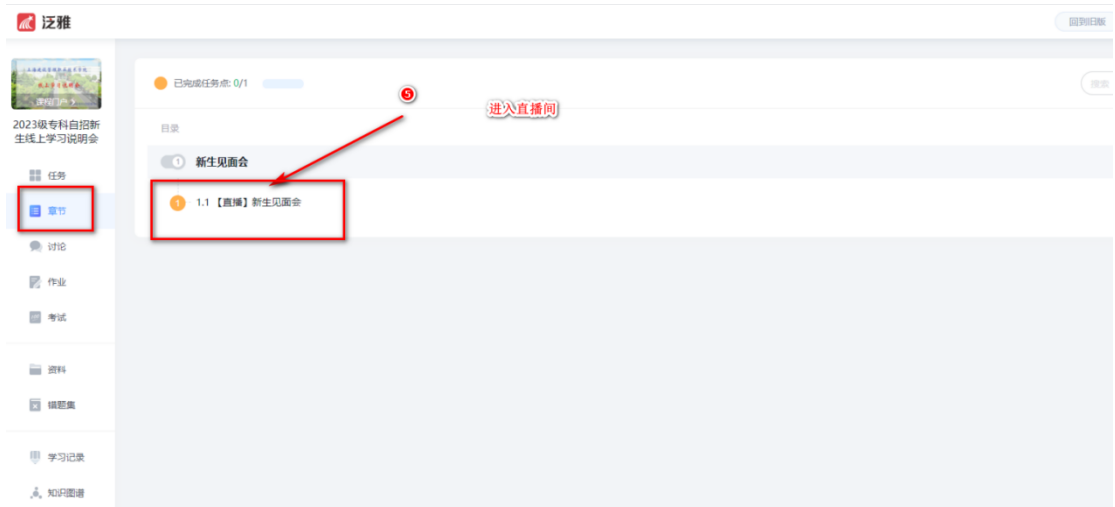 泛雅
回到旧版
课程门户 >
2023级专科自招新
生线上学习说明会
任务
章节
讨论
作业
考试
资料
错题集
学习记录
知识图谱
已完成任务点: 0/1
搜索
5
进入直播间
目录
1 新生见面会
1 1.1 【直播】新生见面会